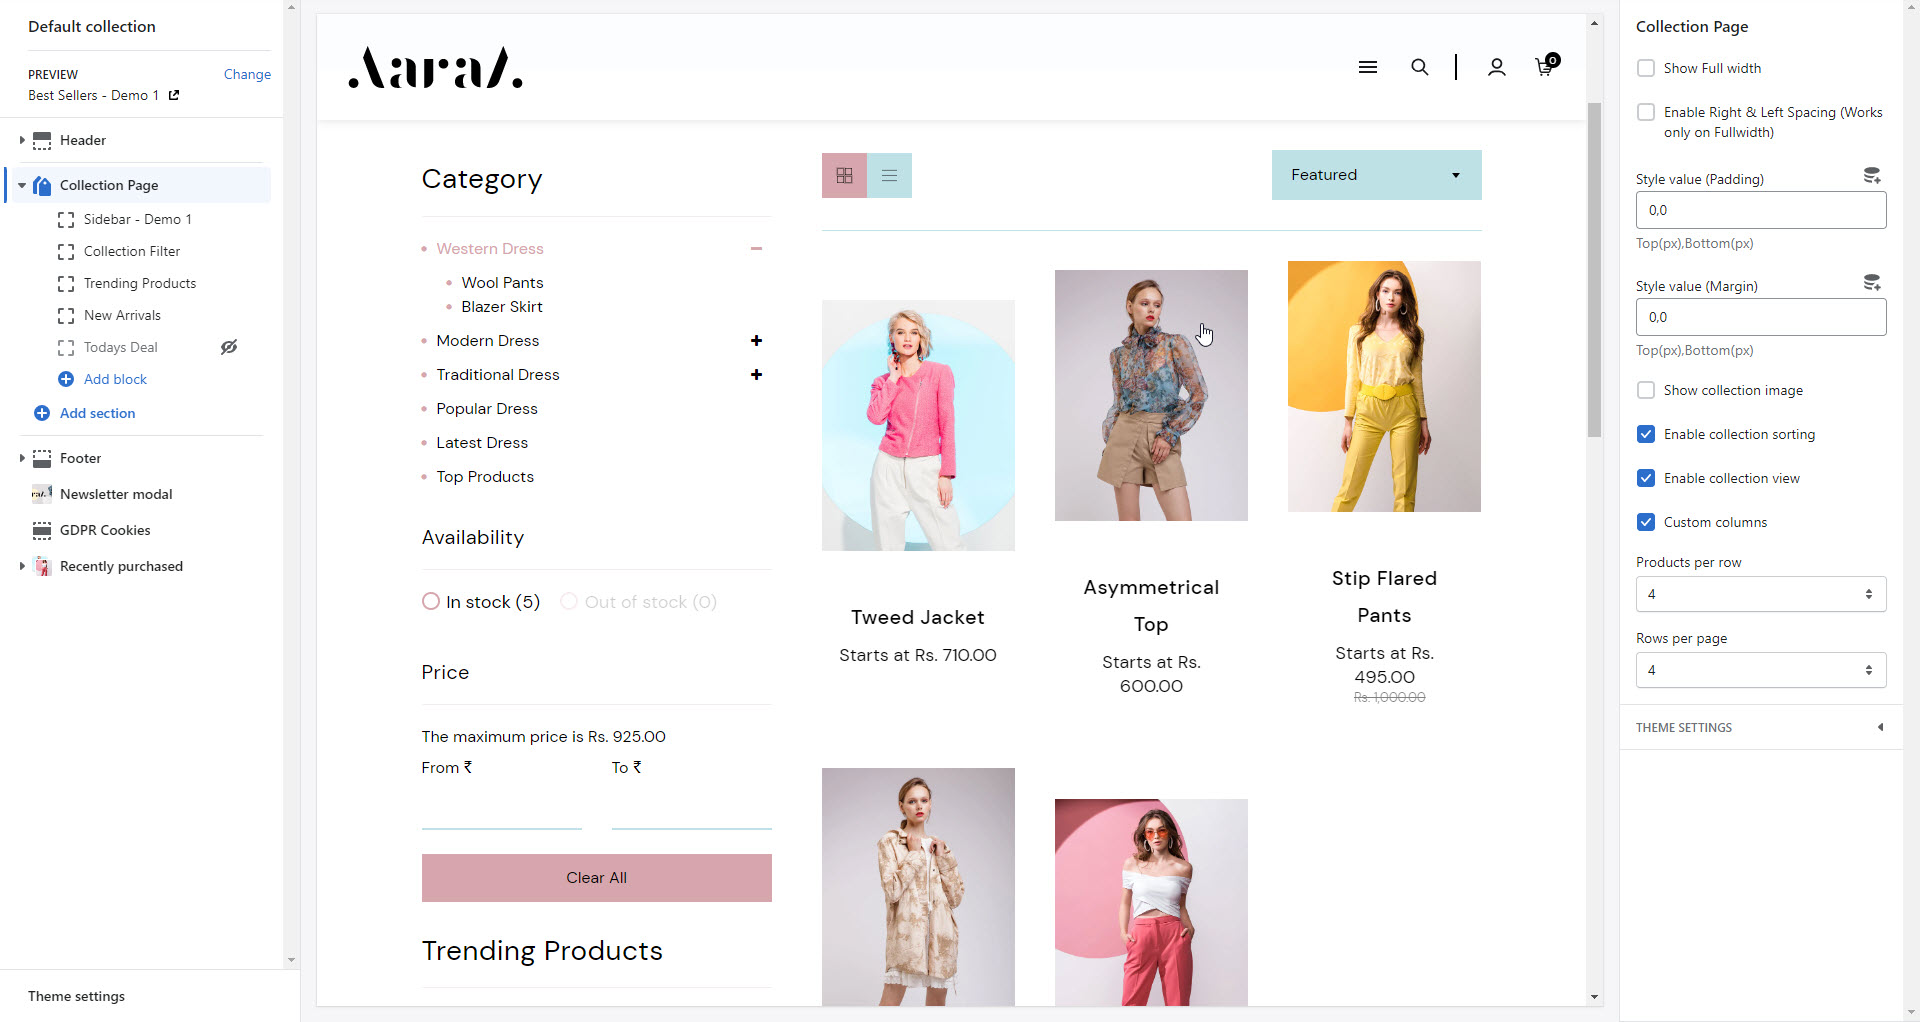 Default collection
PREVIEW
Change
Best Sellers - Demo 1
Header
Collection Page
Sidebar - Demo 1
Collection Filter
Trending Products
New Arrivals
Todays Deal
Add block
Add section
Footer
Newsletter modal
GDPR Cookies
Recently purchased
Theme settings
Aaral.
0
Category
Western Dress
Wool Pants
Blazer Skirt
Modern Dress
Traditional Dress
Popular Dress
Latest Dress
Top Products
Availability
In stock (5)
Out of stock (0)
Price
The maximum price is Rs. 925.00
From ₹
To ₹
Clear All
Trending Products
Featured
Tweed Jacket
Starts at Rs. 710.00
Asymmetrical
Top
Starts at Rs.
600.00
Stip Flared
Pants
Starts at Rs.
495.00
Rs. 1,000.00
Collection Page
Show Full width
Enable Right & Left Spacing (Works
only on Fullwidth)
Style value (Padding)
0,0
Top(px),Bottom(px)
Style value (Margin)
0,0
Top(px),Bottom(px)
Show collection image
Enable collection sorting
Enable collection view
Custom columns
Products per row
4
Rows per page
4
THEME SETTINGS